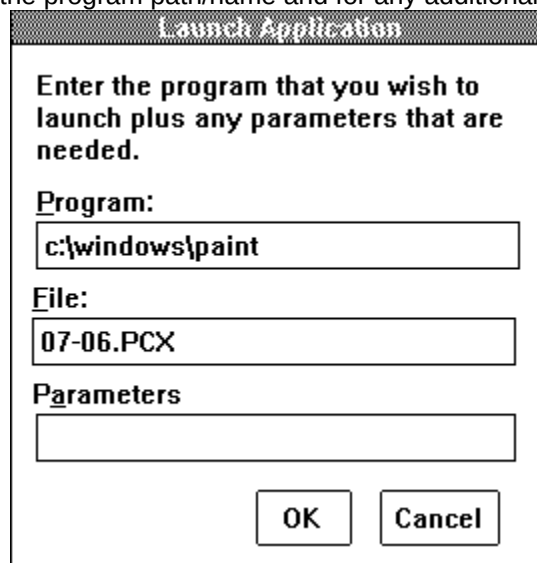 the program path/name and for any additional
Launch Application
Enter the program that you wish to
launch plus any parameters that are
needed.
Program:
c:\windows\paint
File:
07-06.PCX
Parameters
OK Cancel